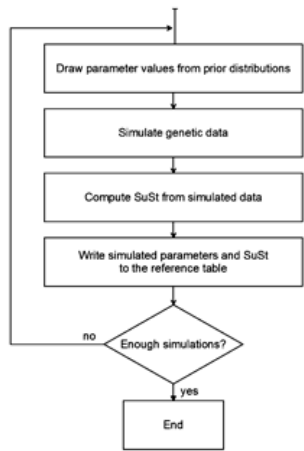 Draw parameter values from prior distributions
Simulate genetic data
Compute SuSt from simulated data
Write simulated parameters and SuSt
to the reference table
no
Enough simulations?
yes
End